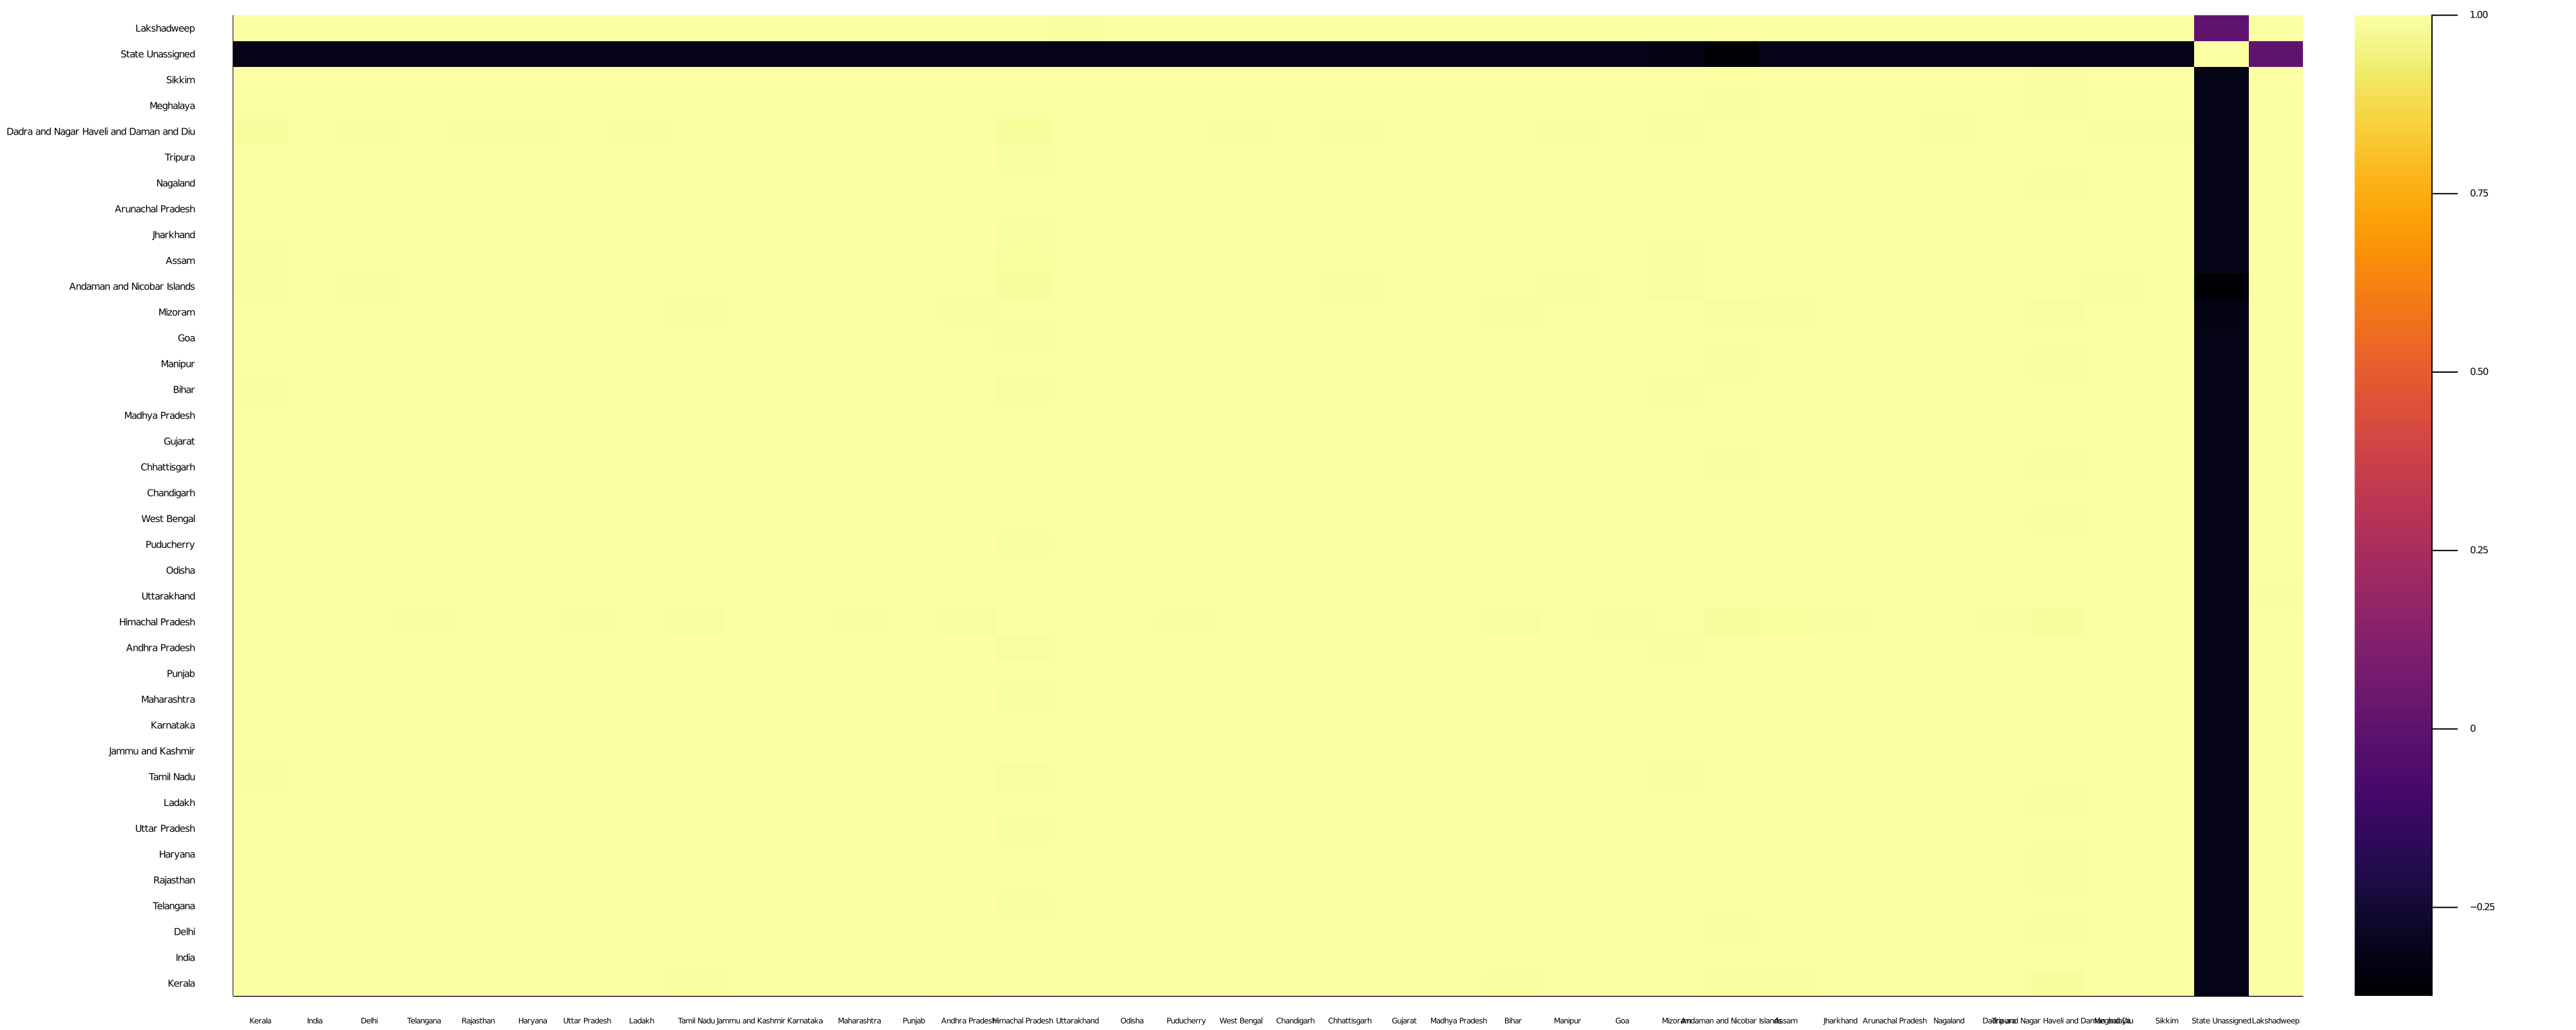 Lakshadweep
State Unassigned
Sikkim
Meghalaya
Dadra and Nagar Haveli and Daman and Diu
Tripura
Nagaland
Arunachal Pradesh
Jharkhand
Assam
Andaman and Nicobar Islands
Mizoram
Goa
Manipur
Bihar
Madhya Pradesh
Gujarat
Chhattisgarh
Chandigarh
West Bengal
Puducherry
Odisha
Uttarakhand
Himachal Pradesh
Andhra Pradesh
Punjab
Maharashtra
Karnataka
Jammu and Kashmir
Tamil Nadu
Ladakh
Uttar Pradesh
Haryana
Rajasthan
Telangana
Delhi
India
Kerala
Kerala India Delhi Telangana Rajasthan Haryana Uttar Pradesh Ladakh Tamil Nadu Jammu and Kashmir Karnataka Maharashtra Punjab Andhra Pradesh Himachal Pradesh Uttarakhand Odisha Puducherry West Bengal Chandigarh Chhattisgarh Gujarat Madhya Pradesh Bihar Manipur Goa Mizoram Andaman and Nicobar Islands Assam Jharkhand Arunachal Pradesh Nagaland Tripura Dadra and Nagar Haveli and Daman and Diu Meghalaya Sikkim State Unassigned Lakshadweep
1.00
0.75
0.50
0.25
0
−0.25